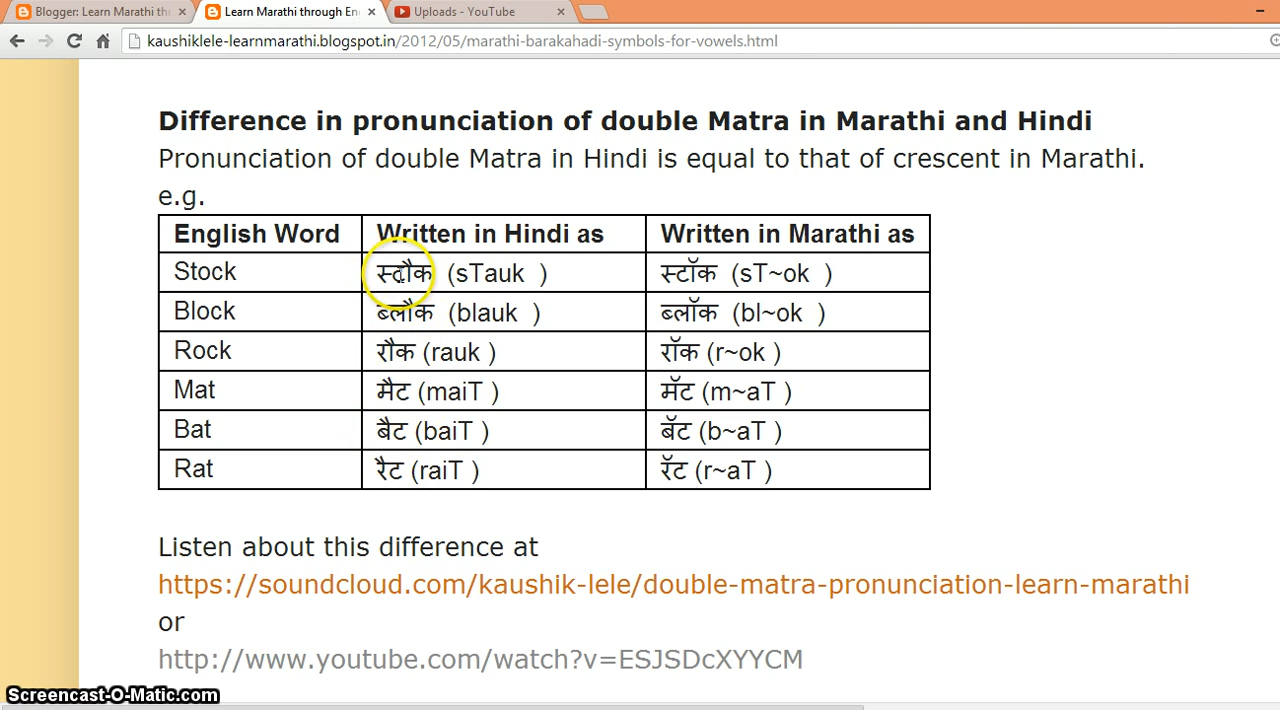 Blogger: Learn Marathi thr
Learn Marathi through En
Uploads - YouTube
kaushiklele-learnmarathi.blogspot.in/2012/05/marathi-barakahadi-symbols-for-vowels.html
Difference in pronunciation of double Matra in Marathi and Hindi
Pronunciation of double Matra in Hindi is equal to that of crescent in Marathi.
e.g.
English Word Written in Hindi as Written in Marathi as
Stock स्टौक (sTauk ) स्टॉक (sT~ok )
Block ब्लौक (blauk ) ब्लॉक (bl~ok )
Rock रौक (rauk ) रॉक (r~ok )
Mat मैट (maiT ) मॅट (m~aT )
Bat बैट (baiT ) बॅट (b~aT )
Rat रैट (raiT ) रॅट (r~aT )
Listen about this difference at
https://soundcloud.com/kaushik-lele/double-matra-pronunciation-learn-marathi
or
http://www.youtube.com/watch?v=ESJSDcXYYCM
Screencast-O-Matic.com